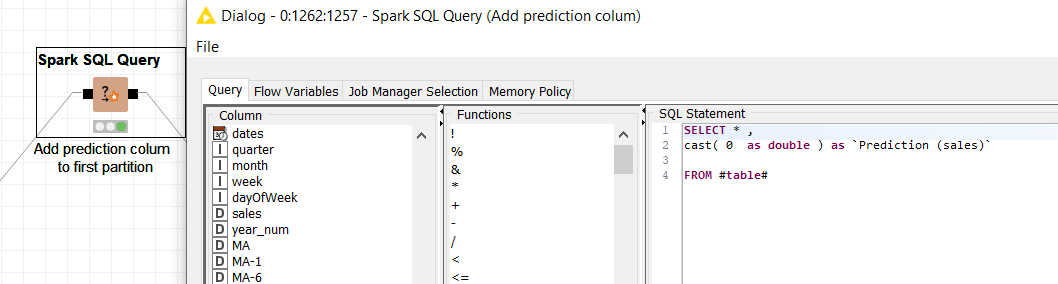 Spark SQL Query
?
Add prediction colum
to first partition
Dialog - 0:1262:1257 - Spark SQL Query (Add prediction colum)
File
Query Flow Variables Job Manager Selection Memory Policy
Column
dates
I quarter
I month
I week
I dayOfWeek
D sales
D year_num
D MA
D MA-1
D MA-6
Functions
!
%
&
*
+
-
/
<
<=
SQL Statement
1 SELECT * ,
2 cast( 0  as double ) as `Prediction (sales)`
3
4 FROM #table#